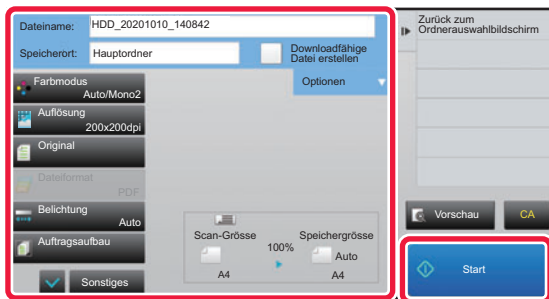 Dateiname:
HDD_20201010_140842
Speicherort:
Hauptordner
Downloadfähige
Datei erstellen
Optionen
Farbmodus
Auto/Mono2
Auflösung
200x200dpi
Original
Dateiformat
PDF
Belichtung
Auto
Auftragsaufbau
Sonstiges
Scan-Grösse
100%
Speichergrösse
Auto
A4
A4
Zurück zum
Ordnerauswahlbildschirm
Vorschau
CA
Start